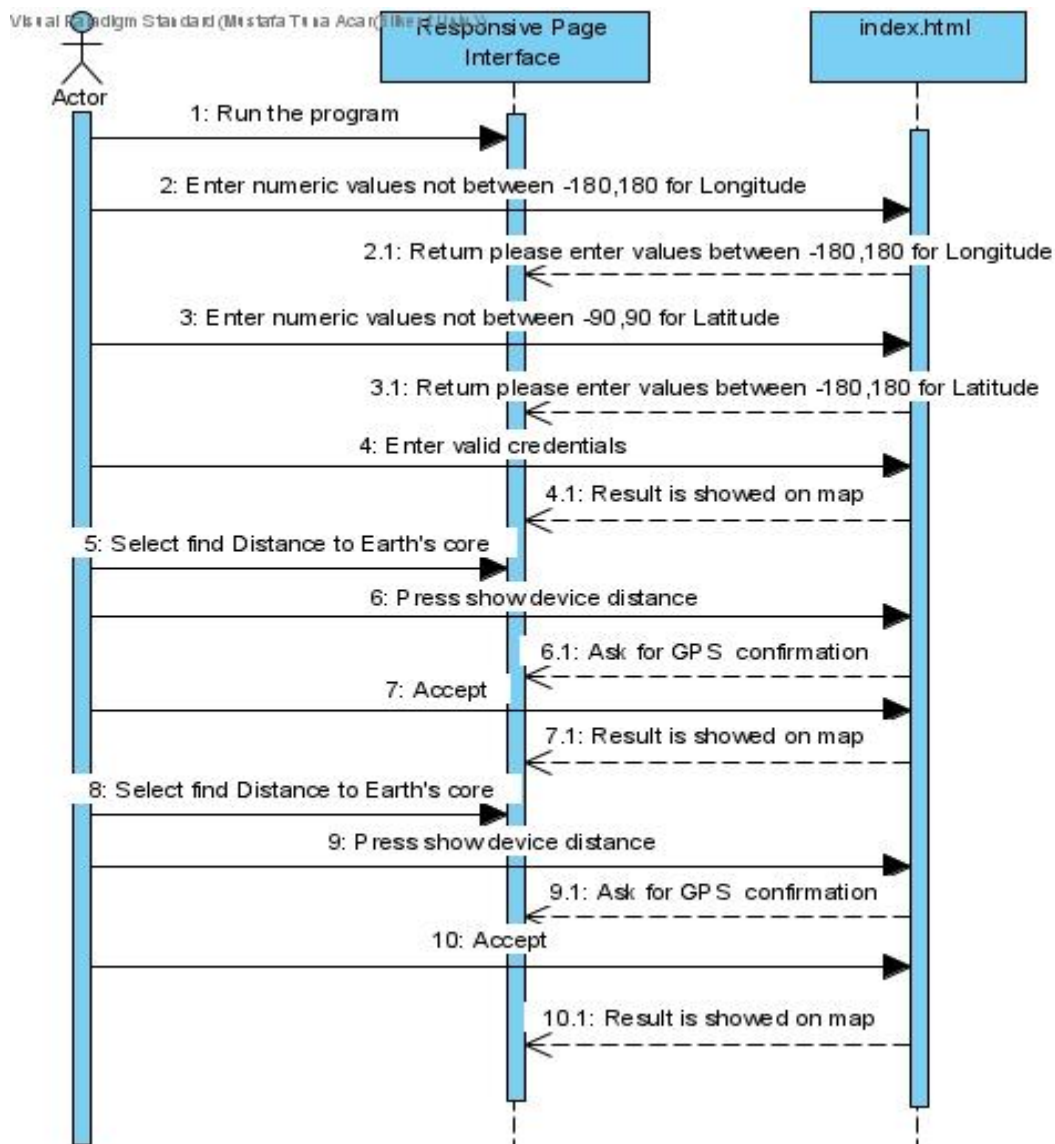 Visual Paradigm Standard (Mustafa Tuna Acar
Responsive Page
Interface
index.html
Actor
1: Run the program
2: Enter numeric values not between -180,180 for Longitude
2.1: Return please enter values between -180,180 for Longitude
3: Enter numeric values not between -90,90 for Latitude
3.1: Return please enter values between -180,180 for Latitude
4: Enter valid credentials
4.1: Result is showed on map
5: Select find Distance to Earth's core
6: Press show device distance
6.1: Ask for GPS confirmation
7: Accept
7.1: Result is showed on map
8: Select find Distance to Earth's core
9: Press show device distance
9.1: Ask for GPS confirmation
10: Accept
10.1: Result is showed on map